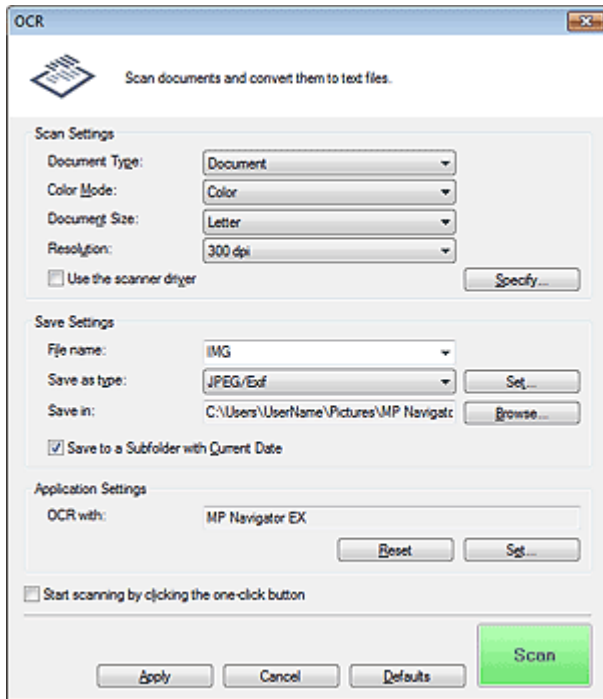 OCR
Scan documents and convert them to text files.
Scan Settings
Document Type: Document
Color Mode: Color
Document Size: Letter
Resolution: 300 dpi
Use the scanner driver Specify...
Save Settings
File name: IMG
Save as type: JPEG/Exif Set...
Save in: C:\Users\UserName\Pictures\MP Navigatc Browse...
Save to a Subfolder with Current Date
Application Settings
OCR with: MP Navigator EX
Reset Set...
Start scanning by clicking the one-click button
Scan
Apply Cancel Defaults